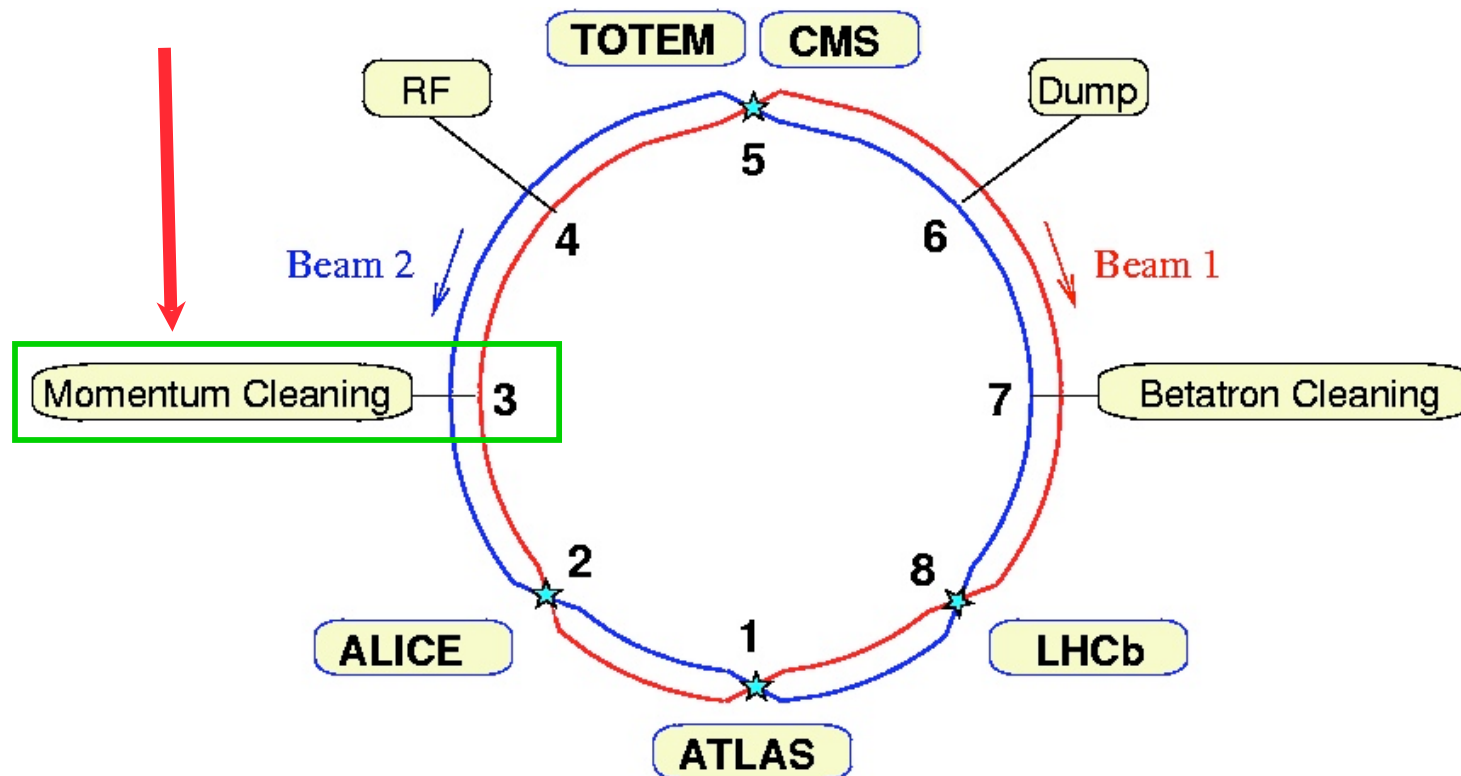 TOTEM
CMS
RF
Dump
5
4
6
Beam 2
Beam 1
Momentum Cleaning
3
7
Betatron Cleaning
2
8
1
ALICE
LHCb
ATLAS